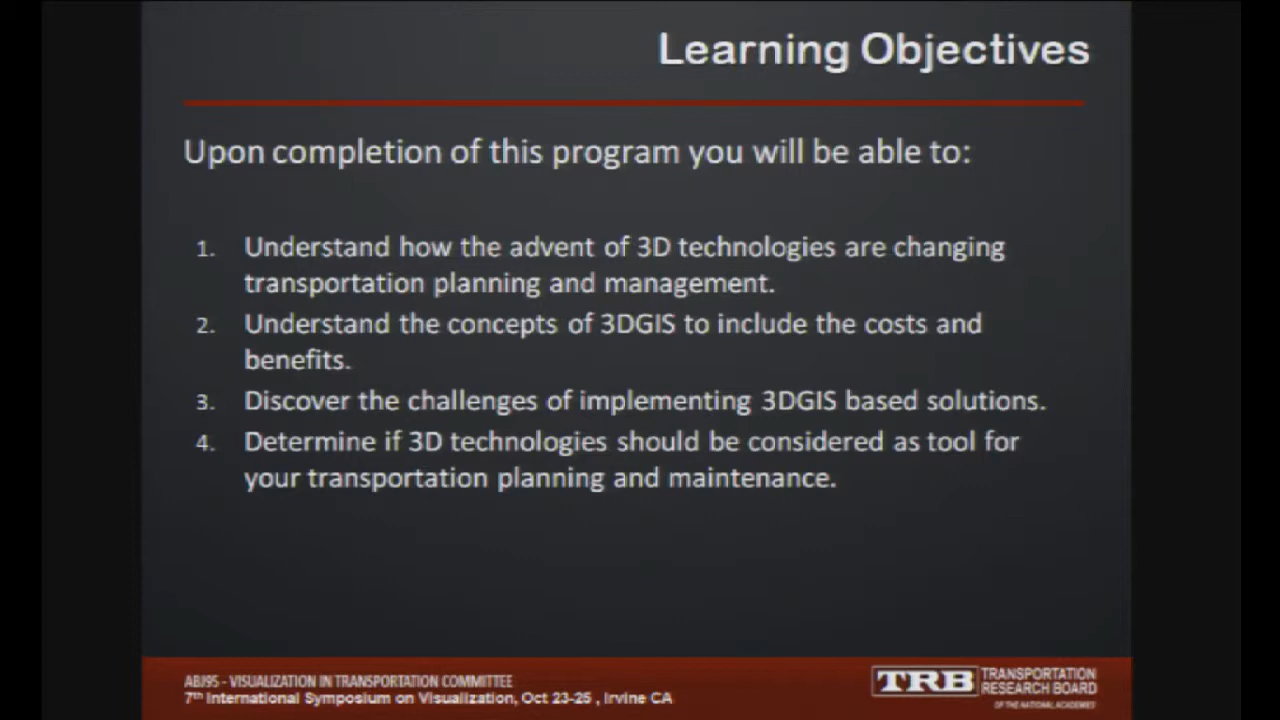 Learning Objectives
Upon completion of this program you will be able to:
1. Understand how the advent of 3D technologies are changing
transportation planning and management.
2. Understand the concepts of 3DGIS to include the costs and
benefits.
3. Discover the challenges of implementing 3DGIS based solutions.
4. Determine if 3D technologies should be considered as tool for
your transportation planning and maintenance.
ABJ95 - VISUALIZATION IN TRANSPORTATION COMMITTEE
7th International Symposium on Visualization, Oct 23-25 , Irvine CA
TRB TRANSPORTATION
RESEARCH BOARD
OF THE NATIONAL ACADEMIES